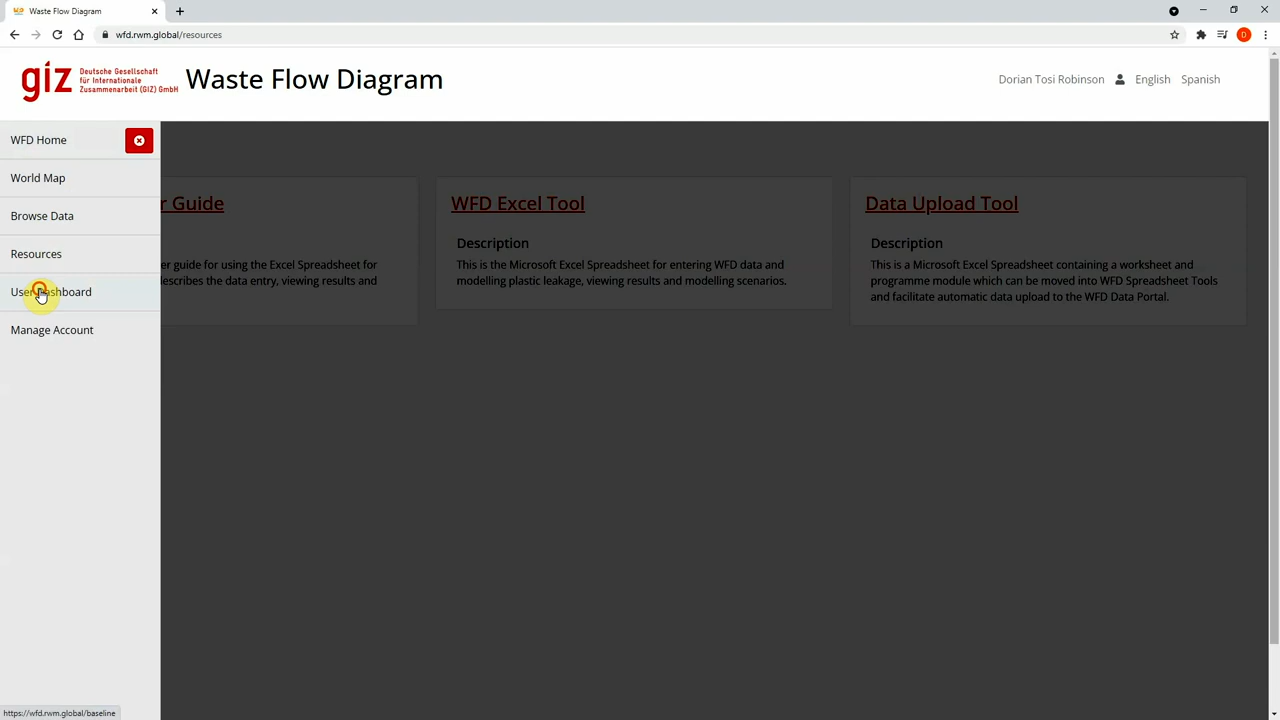 Waste Flow Diagram
wfd.rwm.global/resources
D
giz
Deutsche Gesellschaft
für Internationale
Zusammenarbeit (GIZ) GmbH
Waste Flow Diagram
Dorian Tosi Robinson
English
Spanish
WFD Home
World Map
Browse Data
Resources
User Dashboard
Manage Account
r Guide
er guide for using the Excel Spreadsheet for
escribes the data entry, viewing results and
WFD Excel Tool
Description
This is the Microsoft Excel Spreadsheet for entering WFD data and
modelling plastic leakage, viewing results and modelling scenarios.
Data Upload Tool
Description
This is a Microsoft Excel Spreadsheet containing a worksheet and
programme module which can be moved into WFD Spreadsheet Tools
and facilitate automatic data upload to the WFD Data Portal.
https://wfd.rwm.global/baseline